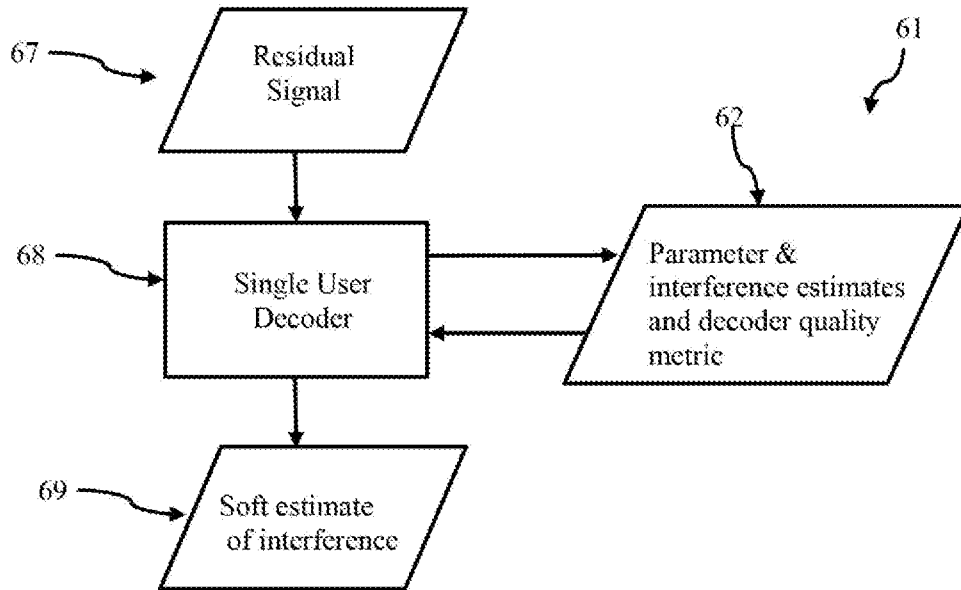 67
Residual
Signal
61
62
68
Single User
Decoder
Parameter &
interference estimates
and decoder quality
metric
69
Soft estimate
of interference